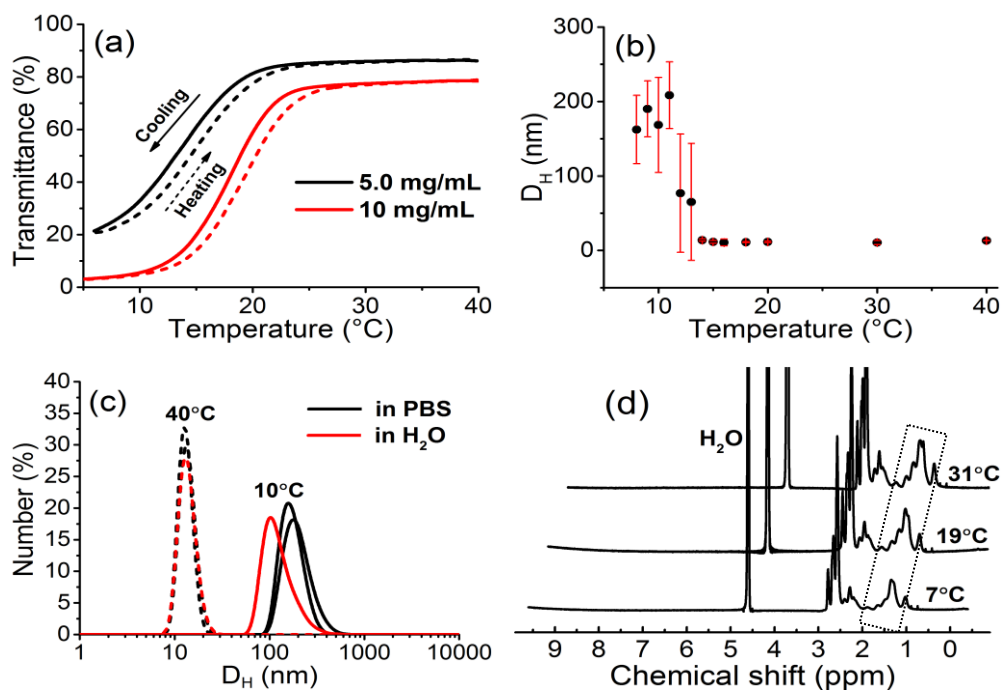 (a)
Transmittance (%)
100
80
60
40
20
0
Cooling
Heating
5.0 mg/mL
10 mg/mL
10
20
30
40
Temperature (°C)
(b)
D_H (nm)
300
200
100
0
10
20
30
40
Temperature (°C)
(c)
Number (%)
40
35
30
25
20
15
10
5
0
40°C
10°C
in PBS
in H₂O
1
10
100
1000
10000
D_H (nm)
(d)
H₂O
31°C
19°C
7°C
9 8 7 6 5 4 3 2 1 0
Chemical shift (ppm)